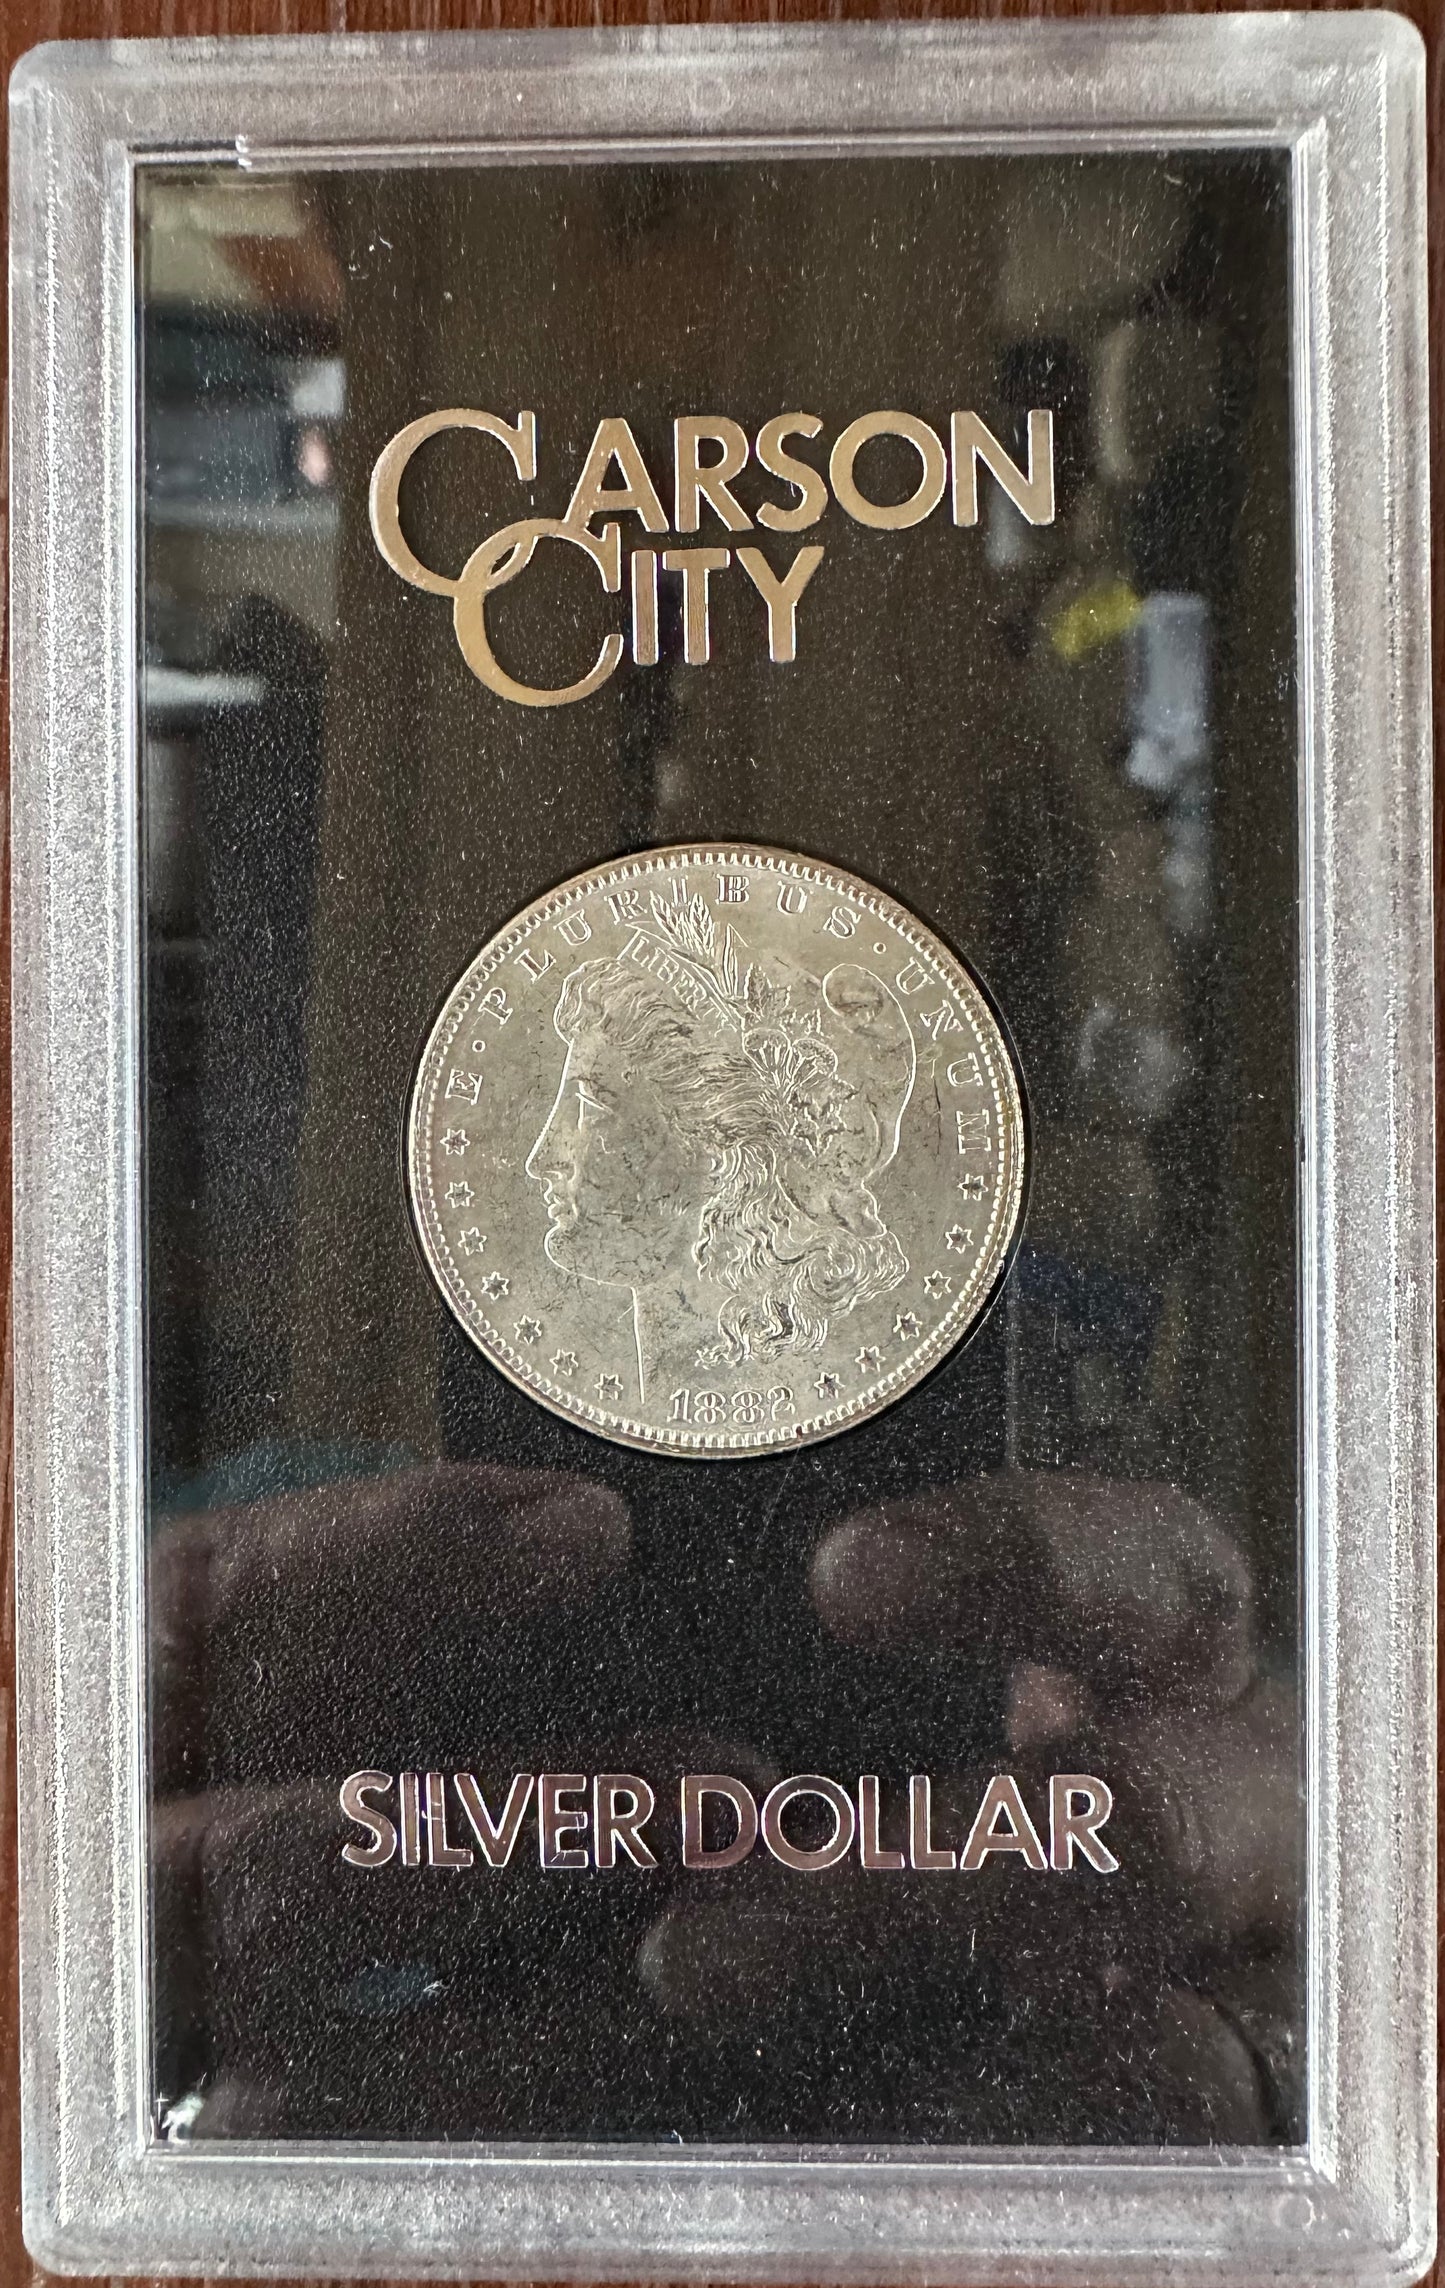 CARSON
CITY
E · PLURIBUS · UNUM
LIBERTY
1882
SILVER DOLLAR